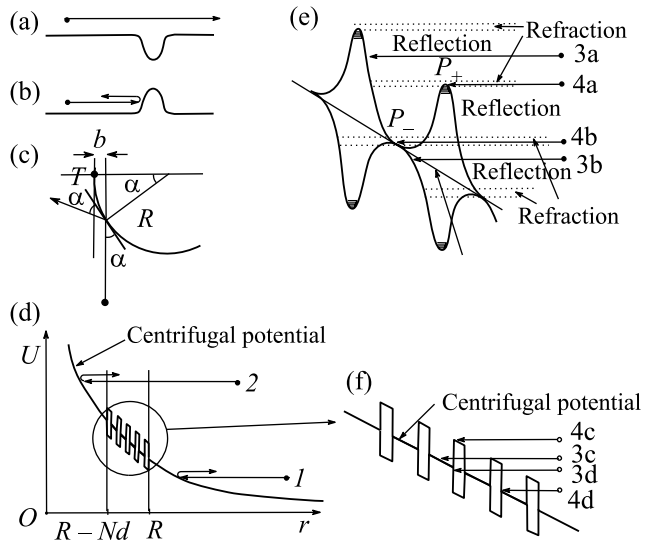 (a)
(b)
(c)
b
T
α
α
R
α
(d)
Centrifugal potential
U
2
1
O
R – Nd
R
r
(e)
Refraction
Reflection
3a
P+
4a
Reflection
P–
4b
3b
Reflection
Refraction
(f)
Centrifugal potential
4c
3c
3d
4d